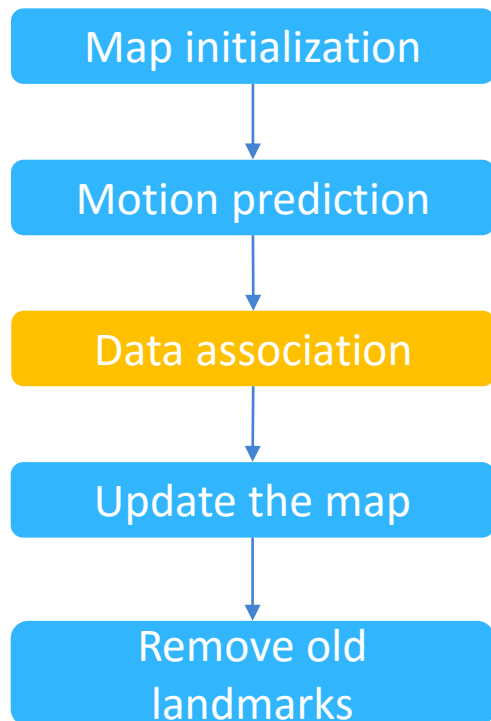 Map initialization
Motion prediction
Data association
Update the map
Remove old
landmarks